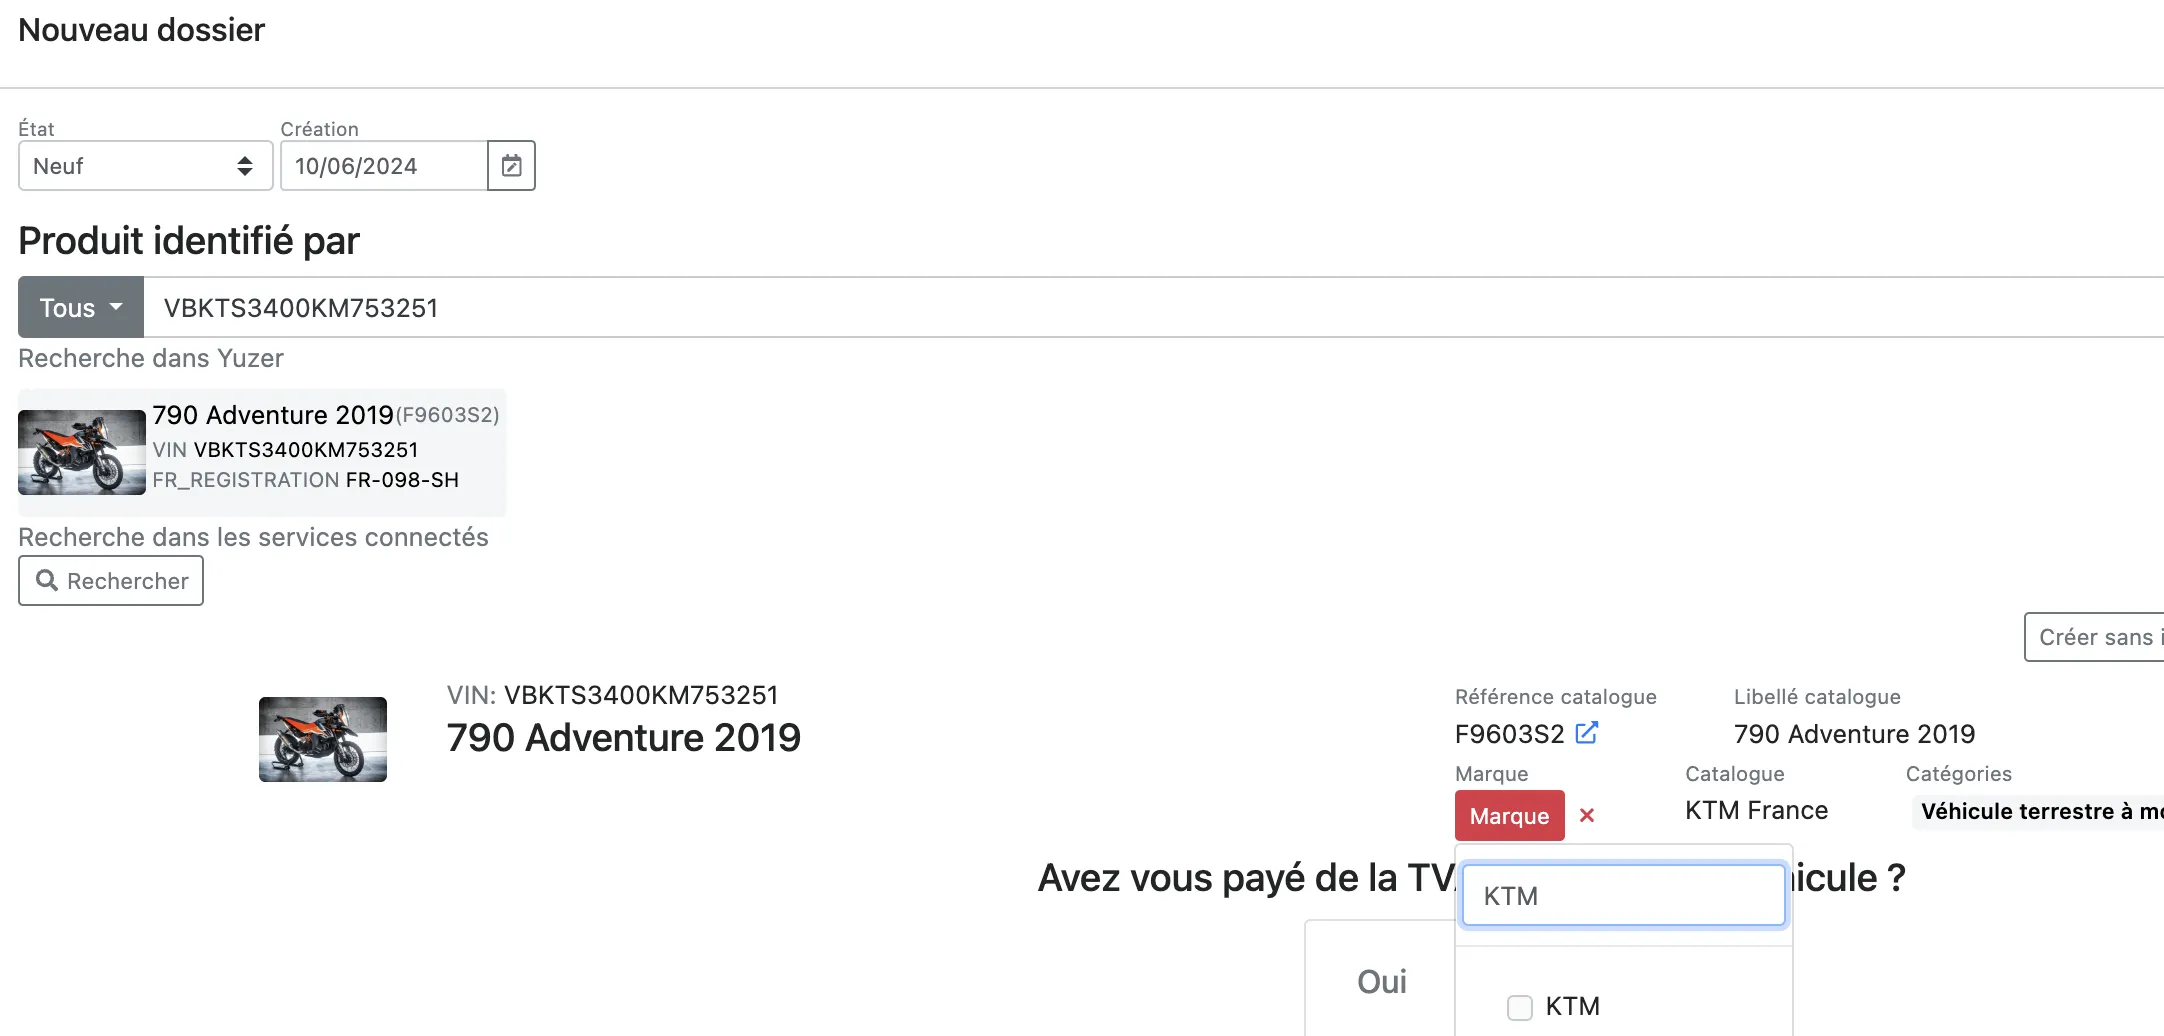 Nouveau dossier
État
Création
Neuf
10/06/2024
Produit identifié par
Tous
VBKTS3400KM753251
Recherche dans Yuzer
790 Adventure 2019(F9603S2)
VIN VBKTS3400KM753251
FR_REGISTRATION FR-098-SH
Recherche dans les services connectés
Rechercher
Créer sans
VIN: VBKTS3400KM753251
790 Adventure 2019
Référence catalogue
Libellé catalogue
F9603S2
790 Adventure 2019
Marque
Catalogue
Catégories
Marque
KTM France
Véhicule terrestre à
Avez vous payé de la
icule ?
KTM
Oui
KTM